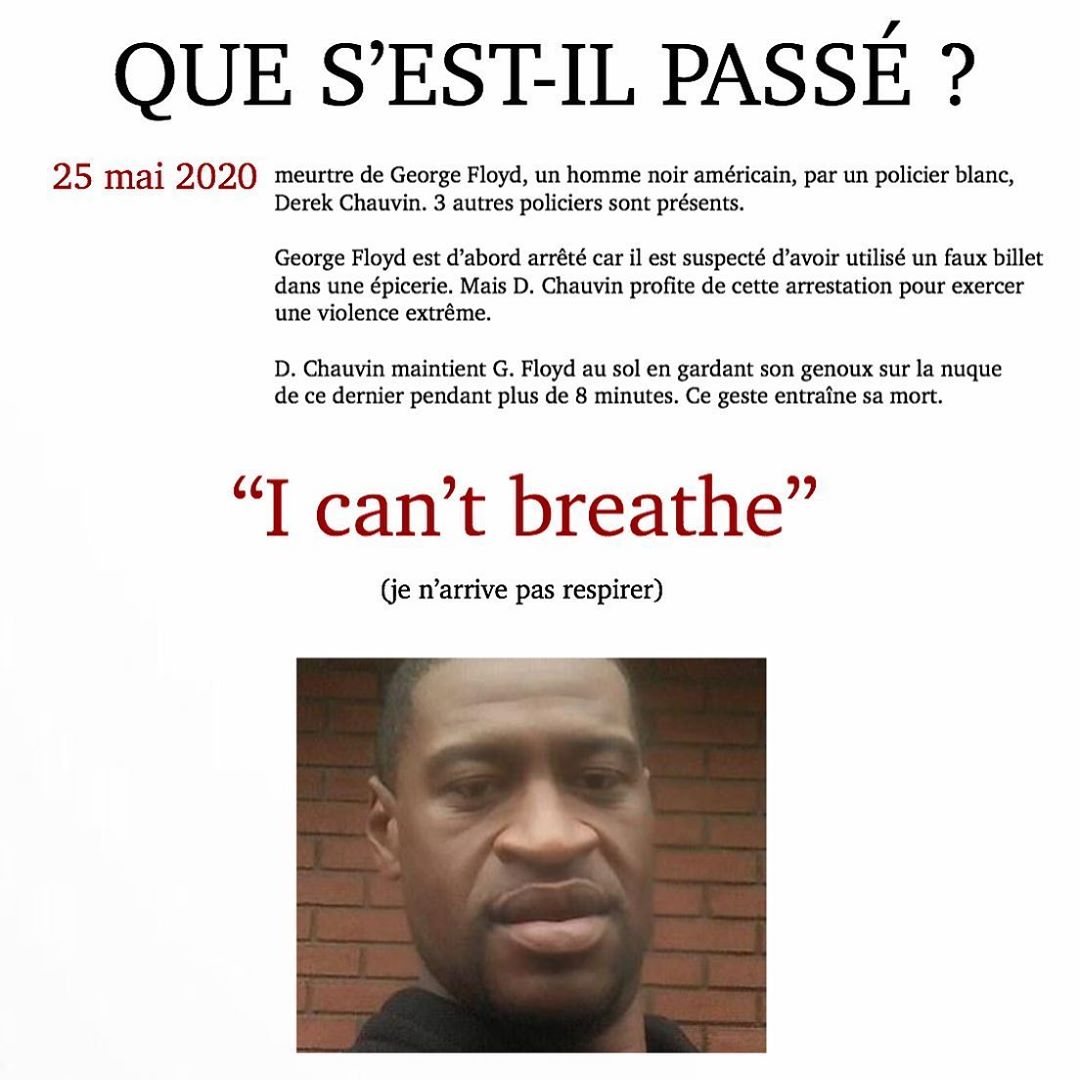 QUE S’EST-IL PASSÉ ?
25 mai 2020 meurtre de George Floyd, un homme noir américain, par un policier blanc,
Derek Chauvin. 3 autres policiers sont présents.
George Floyd est d’abord arrêté car il est suspecté d’avoir utilisé un faux billet
dans une épicerie. Mais D. Chauvin profite de cette arrestation pour exercer
une violence extrême.
D. Chauvin maintient G. Floyd au sol en gardant son genoux sur la nuque
de ce dernier pendant plus de 8 minutes. Ce geste entraîne sa mort.
“I can’t breathe”
(je n’arrive pas respirer)